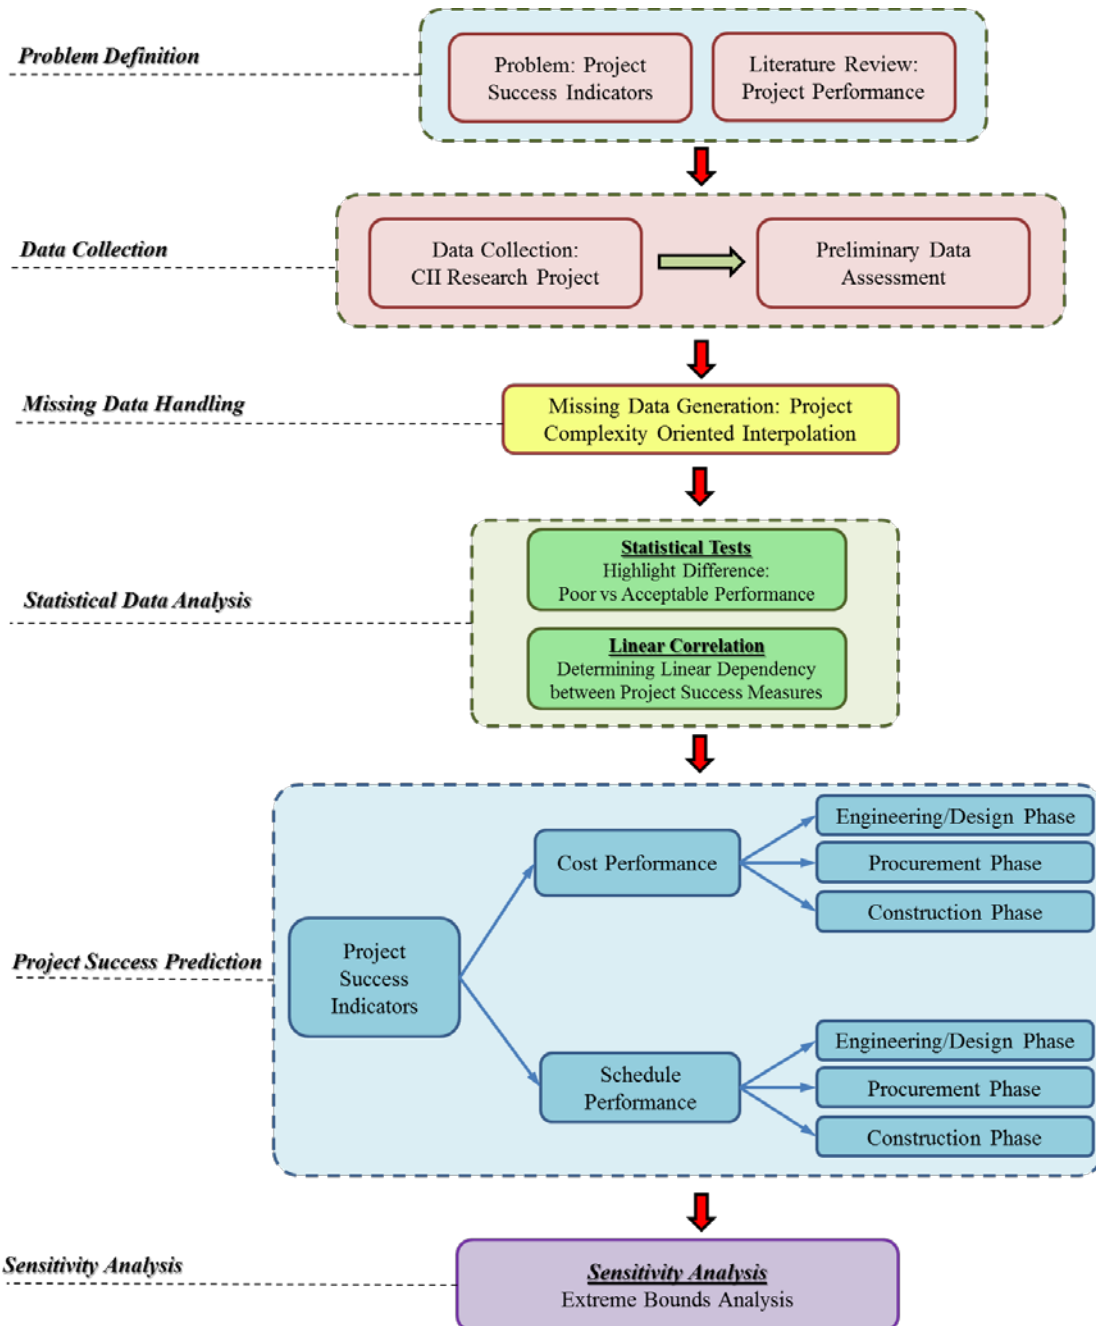 Problem Definition
Problem: Project
Success Indicators
Literature Review:
Project Performance
Data Collection
Data Collection:
CII Research Project
Preliminary Data
Assessment
Missing Data Handling
Missing Data Generation: Project
Complexity Oriented Interpolation
Statistical Data Analysis
Statistical Tests
Highlight Difference:
Poor vs Acceptable Performance
Linear Correlation
Determining Linear Dependency
between Project Success Measures
Project Success Prediction
Project
Success
Indicators
Cost Performance
Engineering/Design Phase
Procurement Phase
Construction Phase
Schedule
Performance
Engineering/Design Phase
Procurement Phase
Construction Phase
Sensitivity Analysis
Sensitivity Analysis
Extreme Bounds Analysis